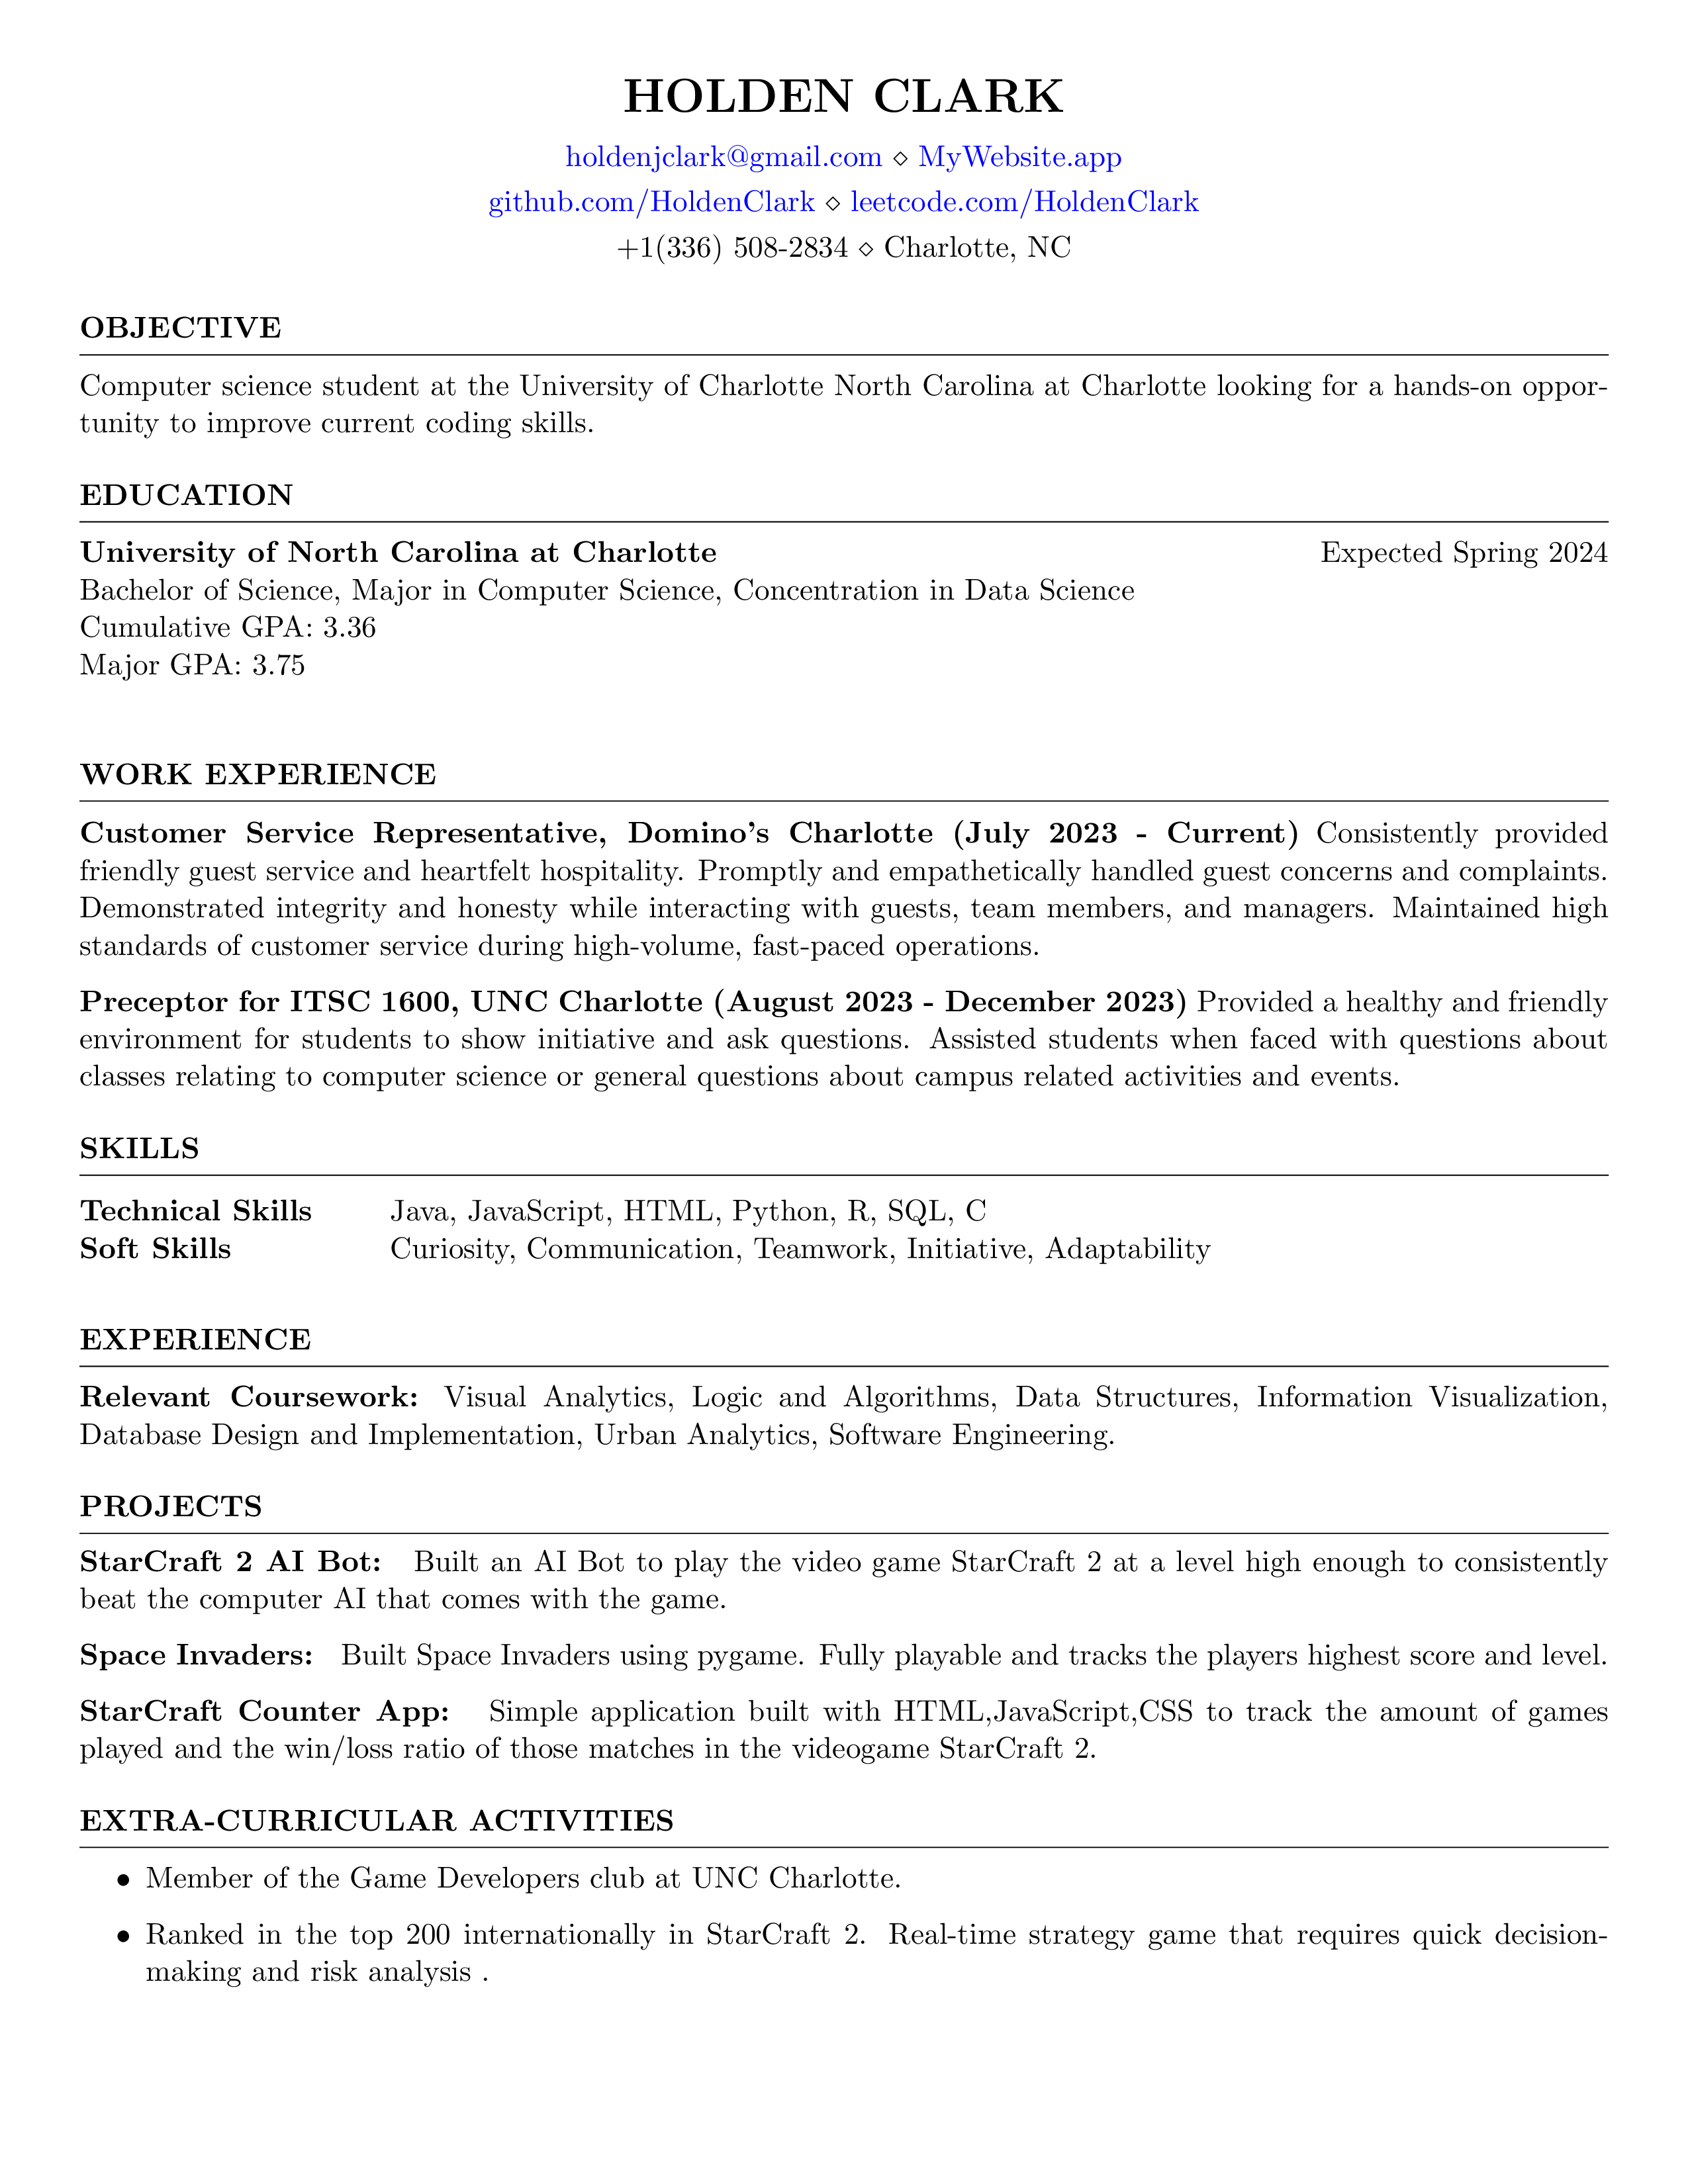 HOLDEN CLARK
holdenjclark@gmail.com ⋄ MyWebsite.app
github.com/HoldenClark ⋄ leetcode.com/HoldenClark
+1(336) 508-2834 ⋄ Charlotte, NC
OBJECTIVE
Computer science student at the University of Charlotte North Carolina at Charlotte looking for a hands-on oppor-
tunity to improve current coding skills.
EDUCATION
University of North Carolina at Charlotte Expected Spring 2024
Bachelor of Science, Major in Computer Science, Concentration in Data Science
Cumulative GPA: 3.36
Major GPA: 3.75
WORK EXPERIENCE
Customer Service Representative, Domino's Charlotte (July 2023 - Current) Consistently provided
friendly guest service and heartfelt hospitality. Promptly and empathetically handled guest concerns and complaints.
Demonstrated integrity and honesty while interacting with guests, team members, and managers. Maintained high
standards of customer service during high-volume, fast-paced operations.
Preceptor for ITSC 1600, UNC Charlotte (August 2023 - December 2023) Provided a healthy and friendly
environment for students to show initiative and ask questions. Assisted students when faced with questions about
classes relating to computer science or general questions about campus related activities and events.
SKILLS
Technical Skills Java, JavaScript, HTML, Python, R, SQL, C
Soft Skills Curiosity, Communication, Teamwork, Initiative, Adaptability
EXPERIENCE
Relevant Coursework: Visual Analytics, Logic and Algorithms, Data Structures, Information Visualization,
Database Design and Implementation, Urban Analytics, Software Engineering.
PROJECTS
StarCraft 2 AI Bot: Built an AI Bot to play the video game StarCraft 2 at a level high enough to consistently
beat the computer AI that comes with the game.
Space Invaders: Built Space Invaders using pygame. Fully playable and tracks the players highest score and level.
StarCraft Counter App: Simple application built with HTML,JavaScript,CSS to track the amount of games
played and the win/loss ratio of those matches in the videogame StarCraft 2.
EXTRA-CURRICULAR ACTIVITIES
• Member of the Game Developers club at UNC Charlotte.
• Ranked in the top 200 internationally in StarCraft 2. Real-time strategy game that requires quick decision-
making and risk analysis .